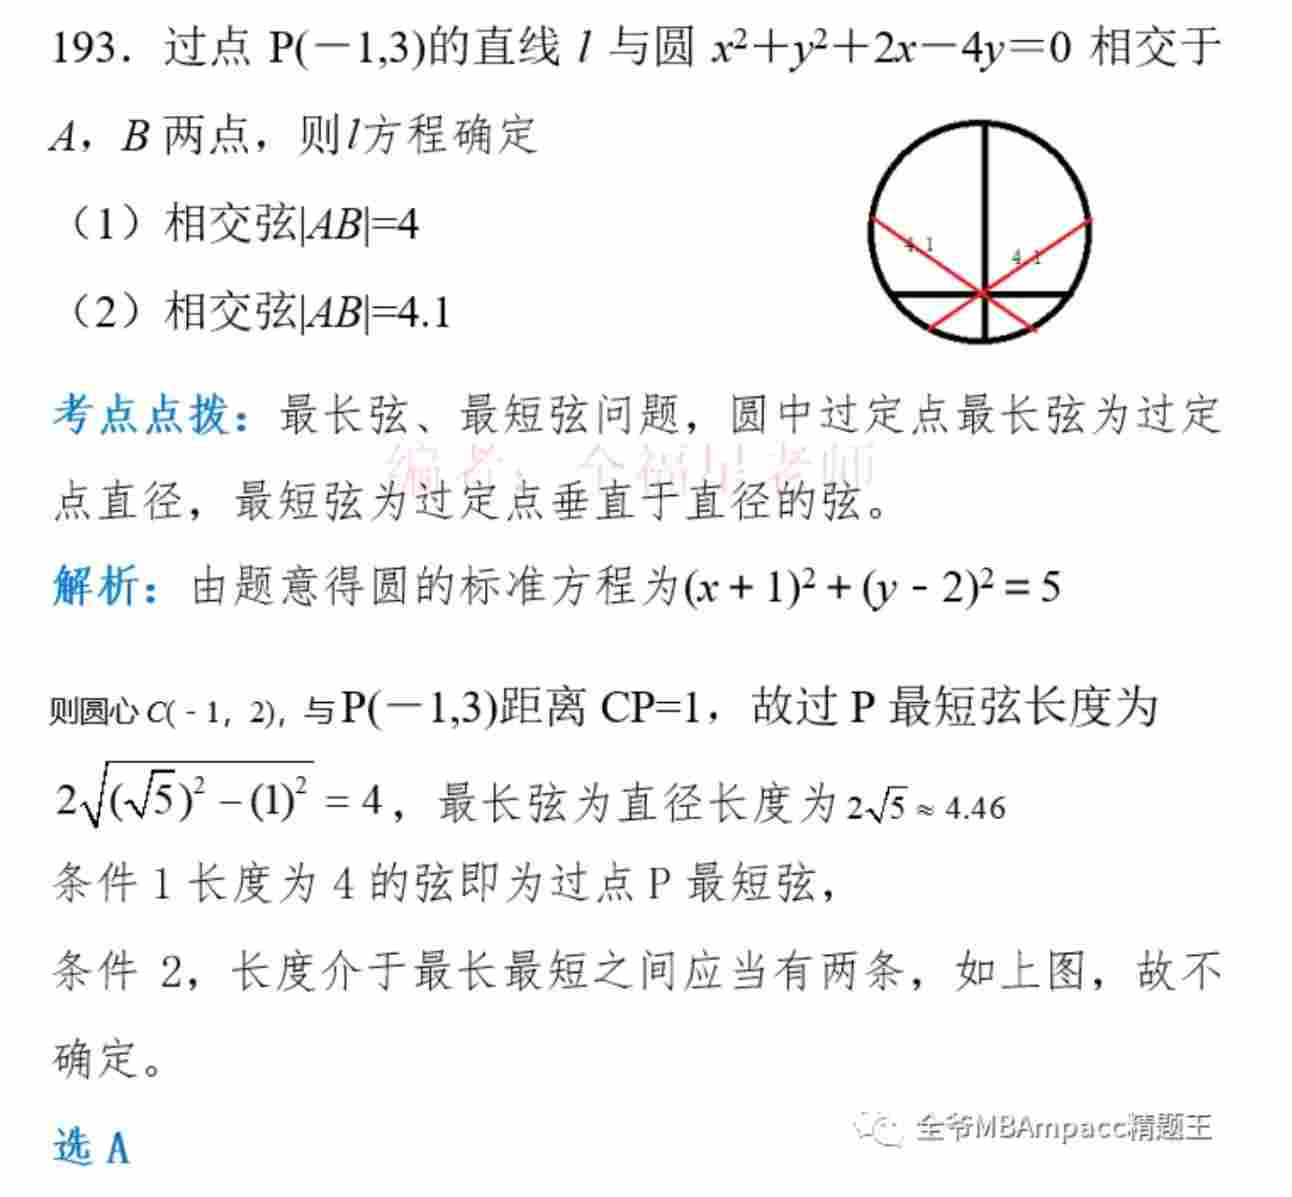 193．过点 P(－1,3)的直线 l 与圆 x²＋y²＋2x－4y＝0 相交于
A，B 两点，则l方程确定
（1）相交弦|AB|=4
（2）相交弦|AB|=4.1
4.1
4.1
考点点拨：最长弦、最短弦问题，圆中过定点最长弦为过定
编者：全福星老师
点直径，最短弦为过定点垂直于直径的弦。
解析：由题意得圆的标准方程为(x + 1)² + (y - 2)² = 5
则圆心 C( - 1，2)，与 P(－1,3)距离 CP=1，故过 P 最短弦长度为
2√((√5)² - (1)²) = 4，最长弦为直径长度为 2√5 ≈ 4.46
条件 1 长度为 4 的弦即为过点 P 最短弦，
条件 2，长度介于最长最短之间应当有两条，如上图，故不
确定。
选 A
全爷MBAmpacc精题王